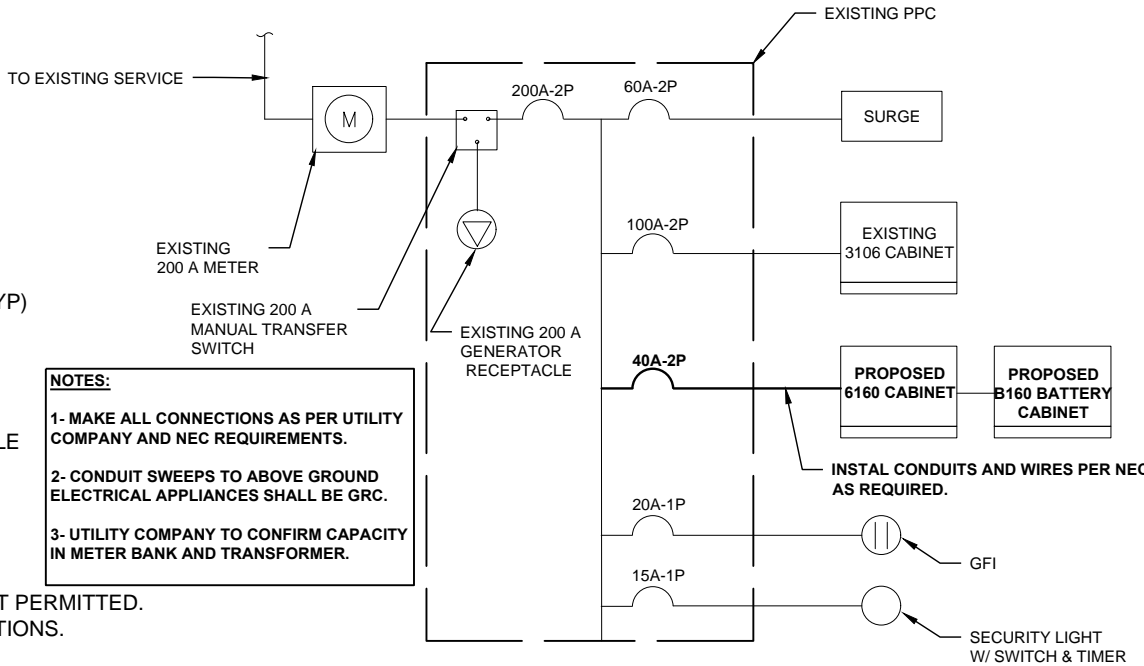 EXISTING PPC
TO EXISTING SERVICE
200A-2P
60A-2P
M
SURGE
EXISTING
200 A METER
100A-2P
EXISTING
3106 CABINET
YP)
EXISTING 200 A
MANUAL TRANSFER
SWITCH
EXISTING 200 A
GENERATOR
RECEPTACLE
40A-2P
PROPOSED
6160 CABINET
PROPOSED
B160 BATTERY
CABINET
NOTES:
1- MAKE ALL CONNECTIONS AS PER UTILITY
COMPANY AND NEC REQUIREMENTS.
2- CONDUIT SWEEPS TO ABOVE GROUND
ELECTRICAL APPLIANCES SHALL BE GRC.
3- UTILITY COMPANY TO CONFIRM CAPACITY
IN METER BANK AND TRANSFORMER.
LE
INSTAL CONDUITS AND WIRES PER NEC
AS REQUIRED.
20A-1P
GFI
15A-1P
T PERMITTED.
TIONS.
SECURITY LIGHT
W/ SWITCH & TIMER